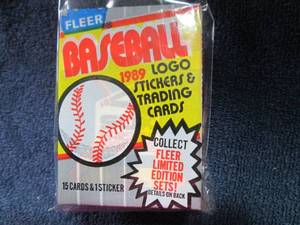 FLEER
BASEBALL
1989 LOGO
STICKERS &
TRADING
CARDS
COLLECT
FLEER
LIMITED
EDITION
SETS!
DETAILS ON BACK
15 CARDS & 1 STICKER